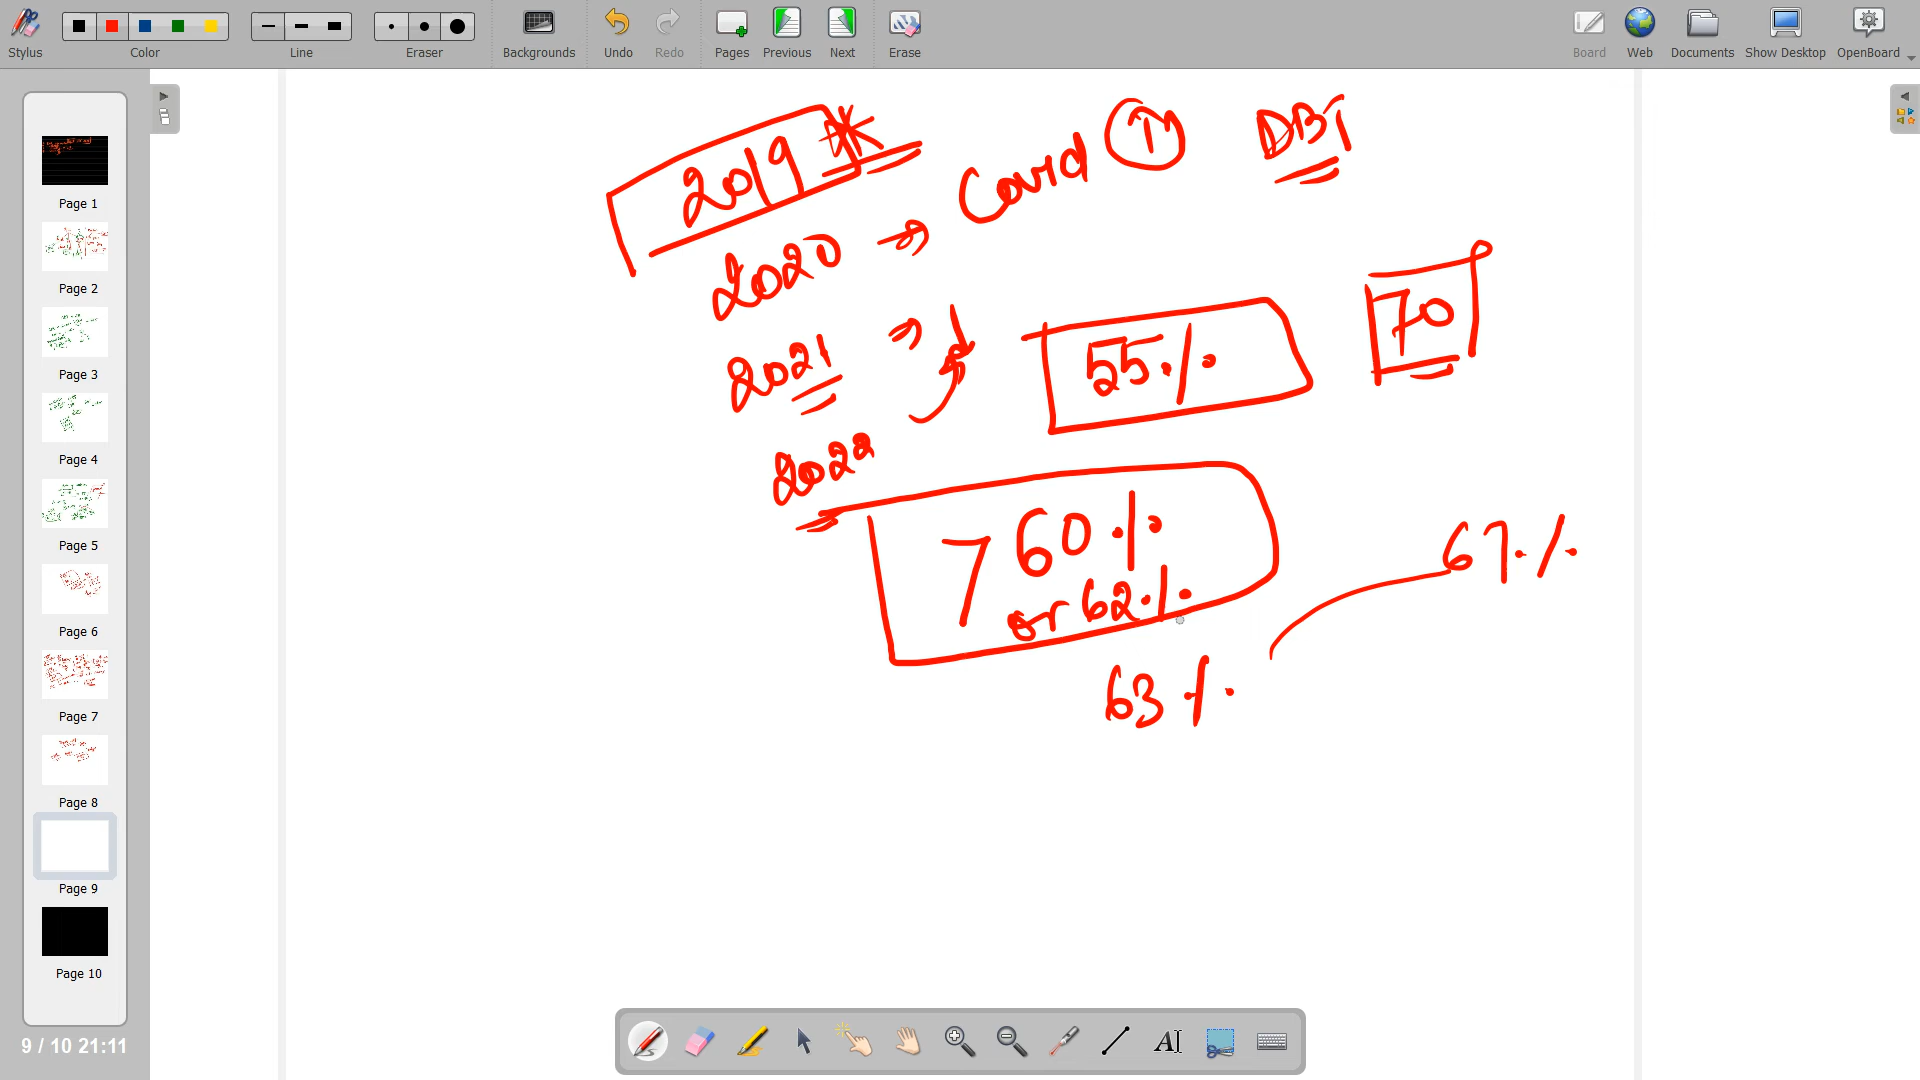 Stylus
Color
Line
Eraser
Backgrounds
Undo
Redo
Pages
Previous
Next
Erase
Board
Web
Documents
Show Desktop
OpenBoard
Page 1
Page 2
Page 3
Page 4
Page 5
Page 6
Page 7
Page 8
Page 9
Page 10
9 / 10 21:11
2019
2020 ⇒ Covid
DBT
2021 ⇒
55%
70
2022
7 60%
or 62%
67%
63%